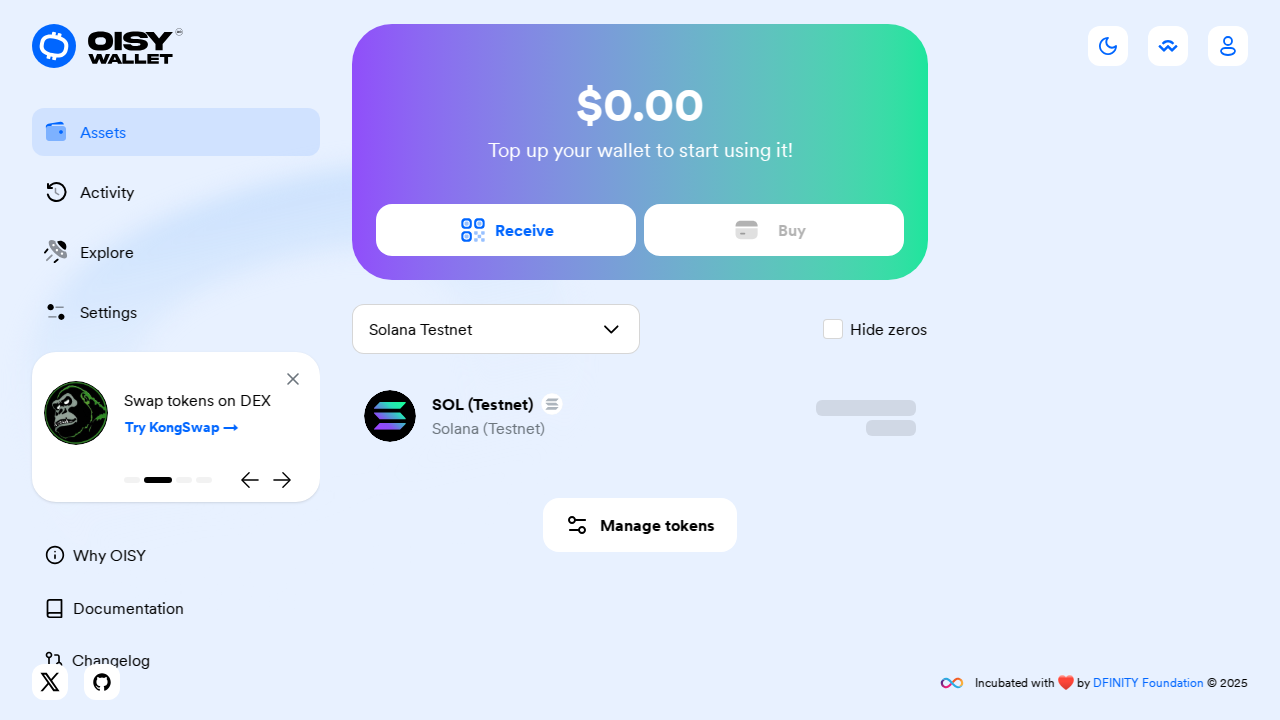 OISY
WALLET
Assets
Activity
Explore
Settings
Swap tokens on DEX
Try KongSwap →
Why OISY
Documentation
Changelog
$0.00
Top up your wallet to start using it!
Receive
Buy
Solana Testnet
Hide zeros
SOL (Testnet)
Solana (Testnet)
Manage tokens
Incubated with ❤️ by DFINITY Foundation © 2025